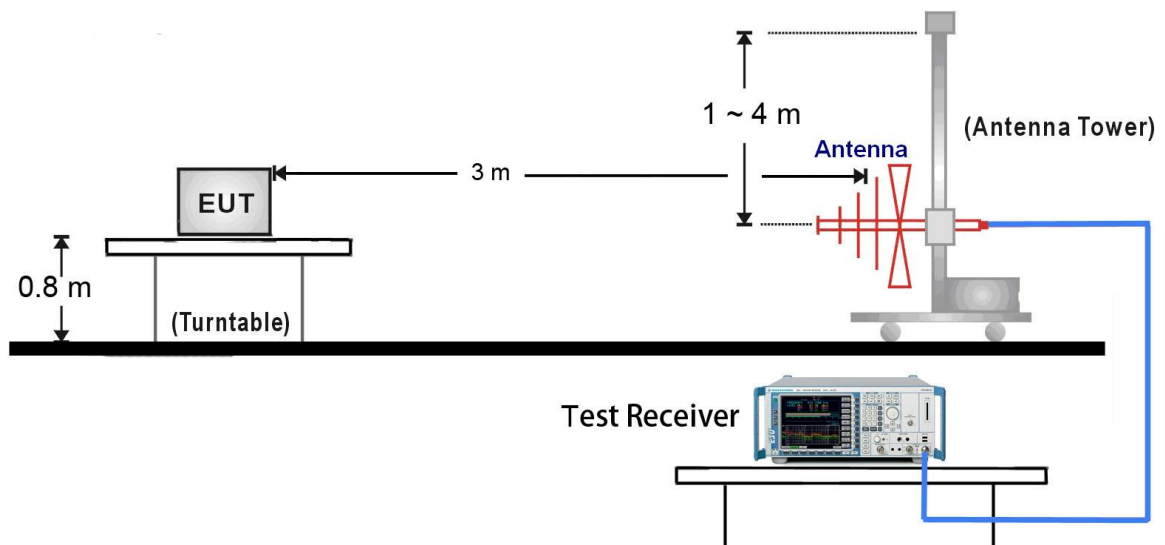 1 ~ 4 m
(Antenna Tower)
Antenna
3 m
EUT
0.8 m
(Turntable)
Test Receiver